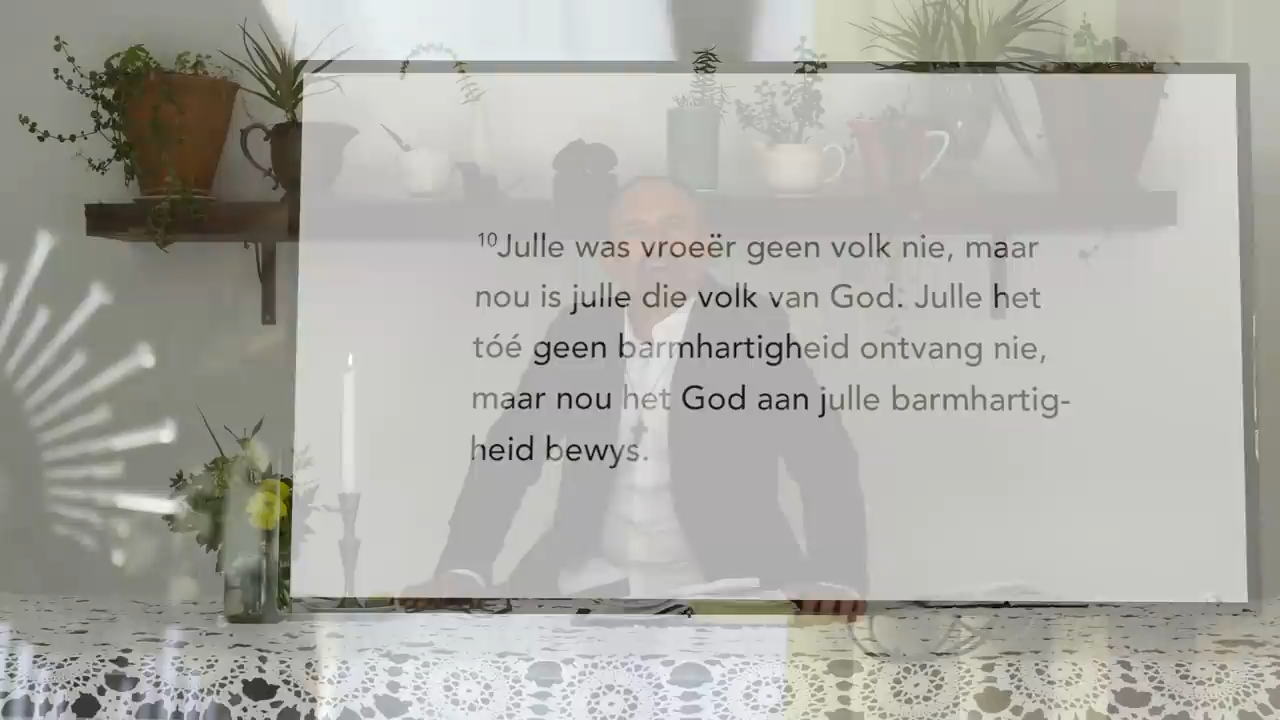 ¹⁰Julle was vroeër geen volk nie, maar
nou is julle die volk van God. Julle het
tóé geen barmhartigheid ontvang nie,
maar nou het God aan julle barmhartig-
heid bewys.